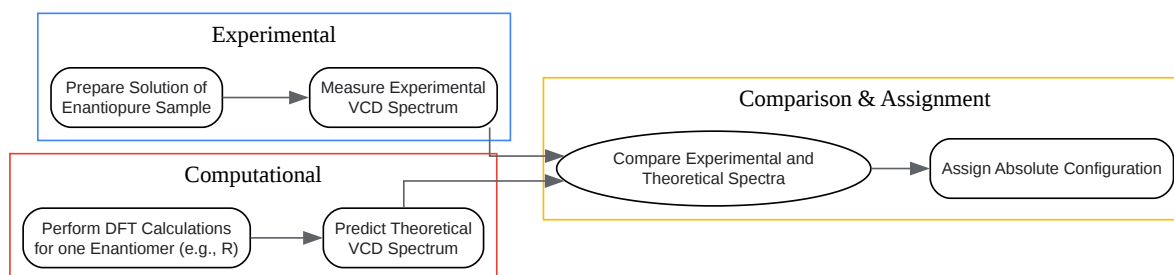 Experimental
Prepare Solution of
Enantiopure Sample
Measure Experimental
VCD Spectrum
Computational
Perform DFT Calculations
for one Enantiomer (e.g., R)
Predict Theoretical
VCD Spectrum
Comparison & Assignment
Compare Experimental and
Theoretical Spectra
Assign Absolute Configuration